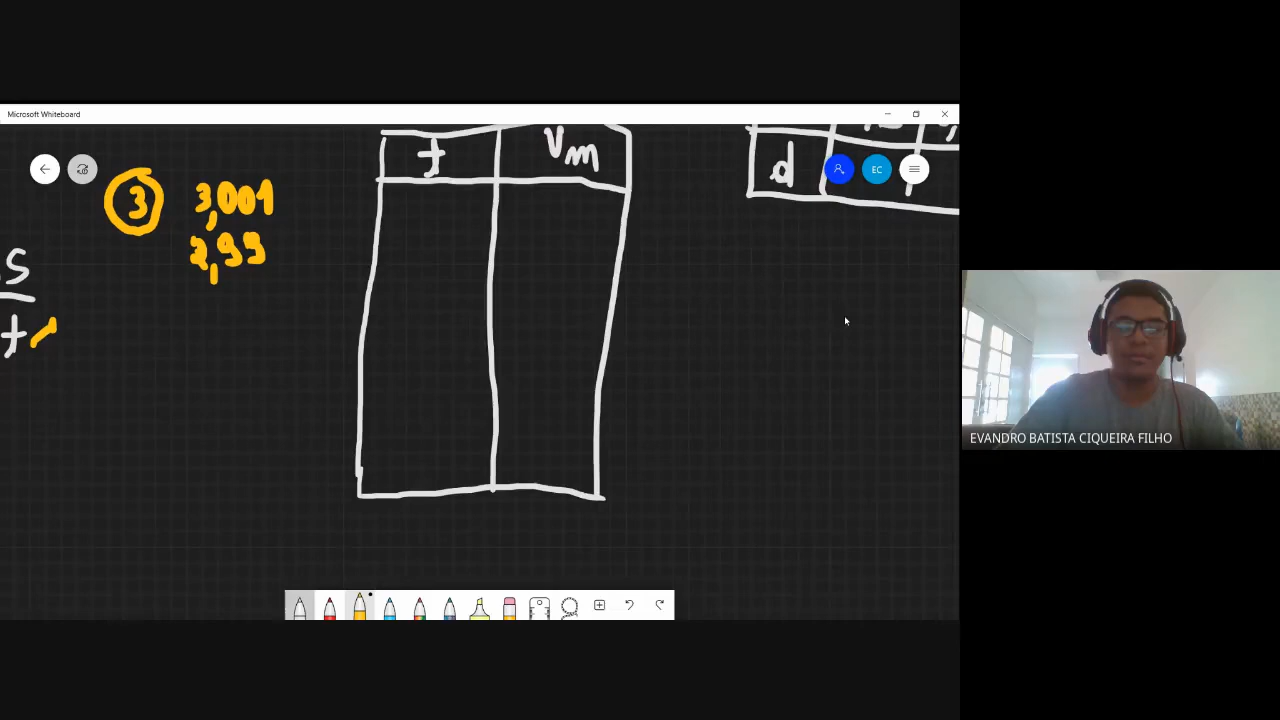 Microsoft Whiteboard
t Vm
d
EC
3 3,001
2,99
S
t
EVANDRO BATISTA CIQUEIRA FILHO